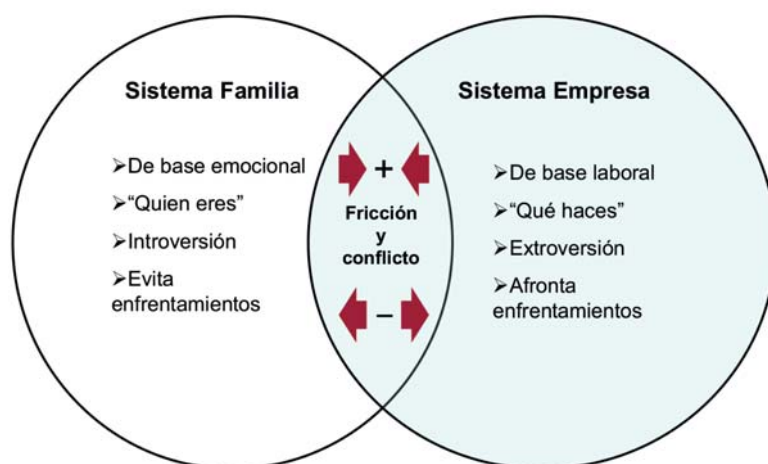 Sistema Familia
➢De base emocional
➢“Quien eres”
➢Introversión
➢Evita
enfrentamientos
+
Fricción
y
conflicto
–
Sistema Empresa
➢De base laboral
➢“Qué haces”
➢Extroversión
➢Afronta
enfrentamientos